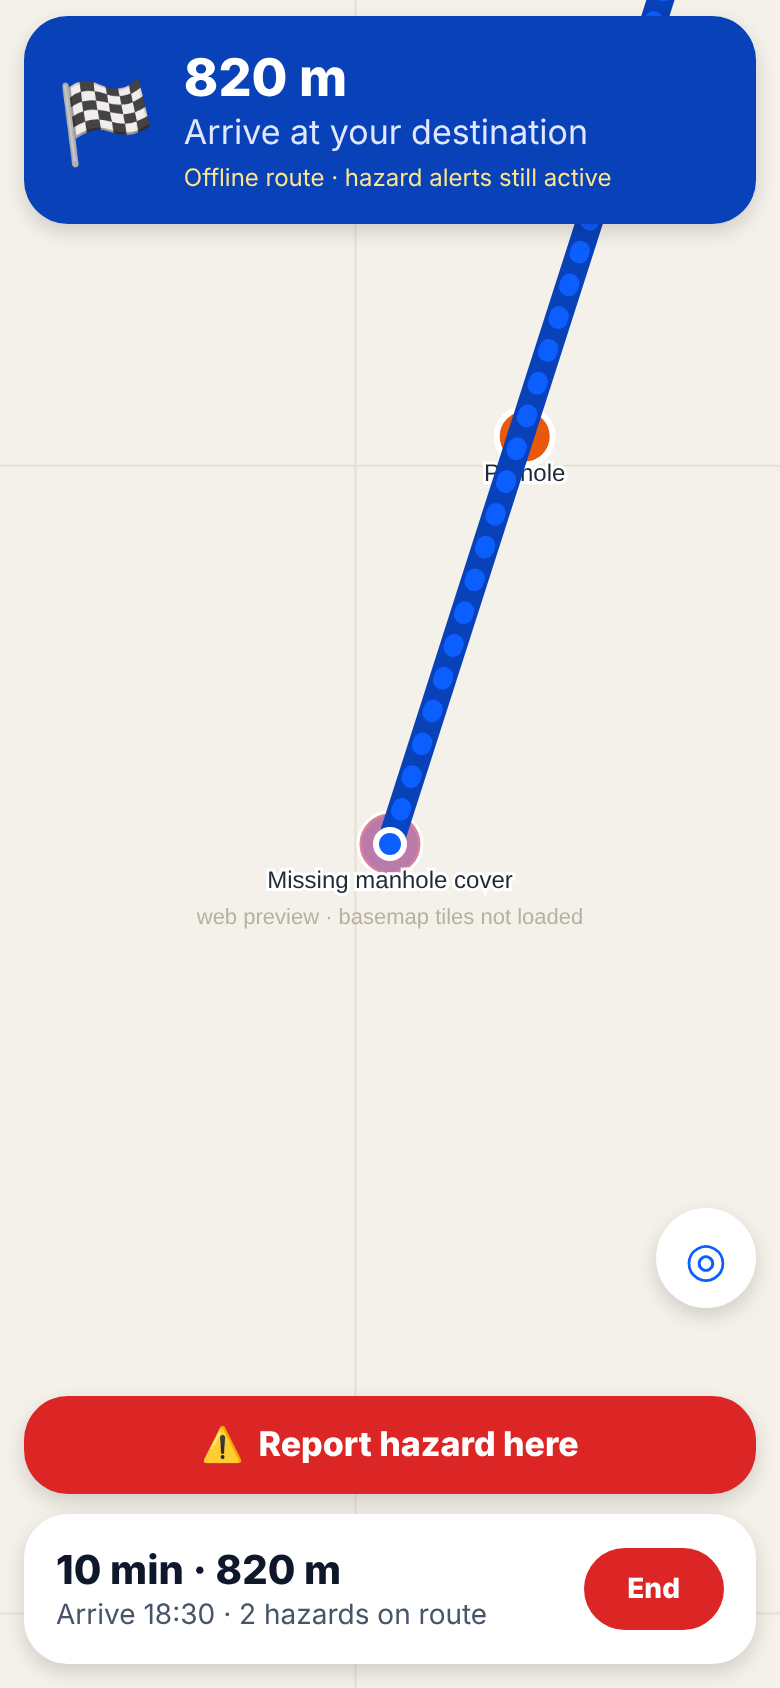 820 m
Arrive at your destination
Offline route · hazard alerts still active
Missing manhole cover
web preview · basemap tiles not loaded
Report hazard here
10 min · 820 m
Arrive 18:30 · 2 hazards on route
End